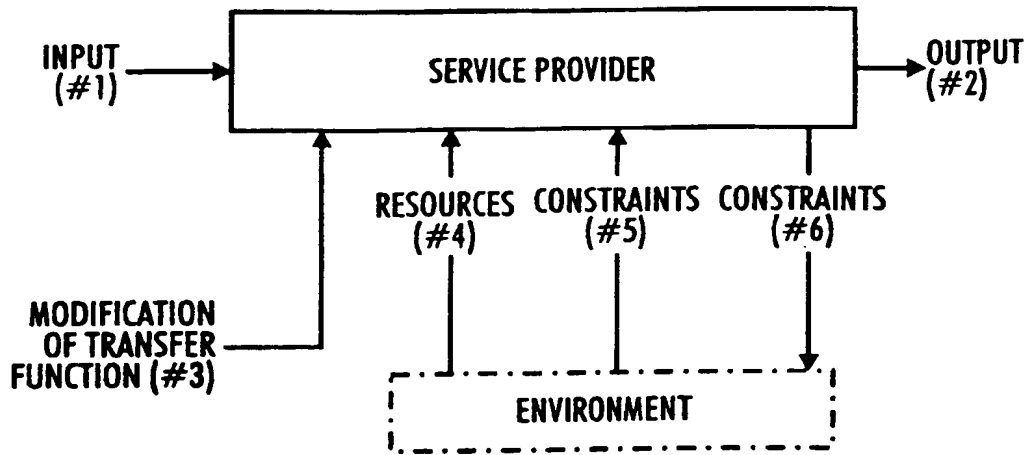 INPUT
(#1)
SERVICE PROVIDER
OUTPUT
(#2)
RESOURCES
(#4)
CONSTRAINTS
(#5)
CONSTRAINTS
(#6)
MODIFICATION
OF TRANSFER
FUNCTION (#3)
ENVIRONMENT